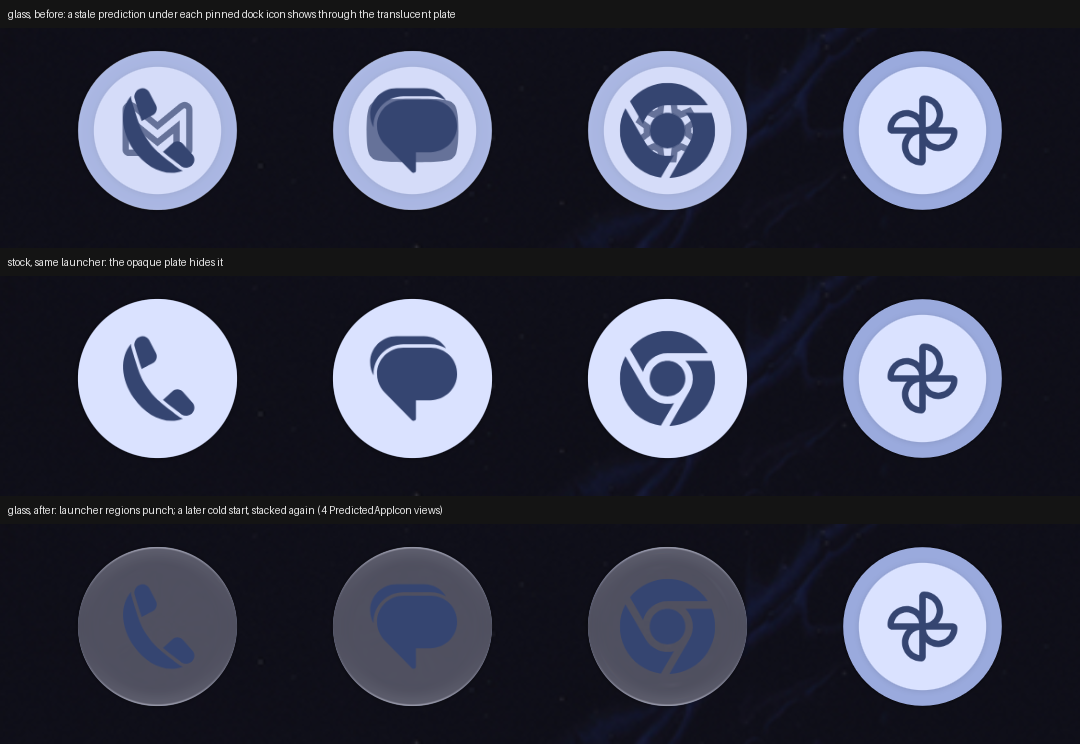 glass, before: a stale prediction under each pinned dock icon shows through the translucent plate
stock, same launcher: the opaque plate hides it
glass, after: launcher regions punch; a later cold start, stacked again (4 PredictedAppIcon views)